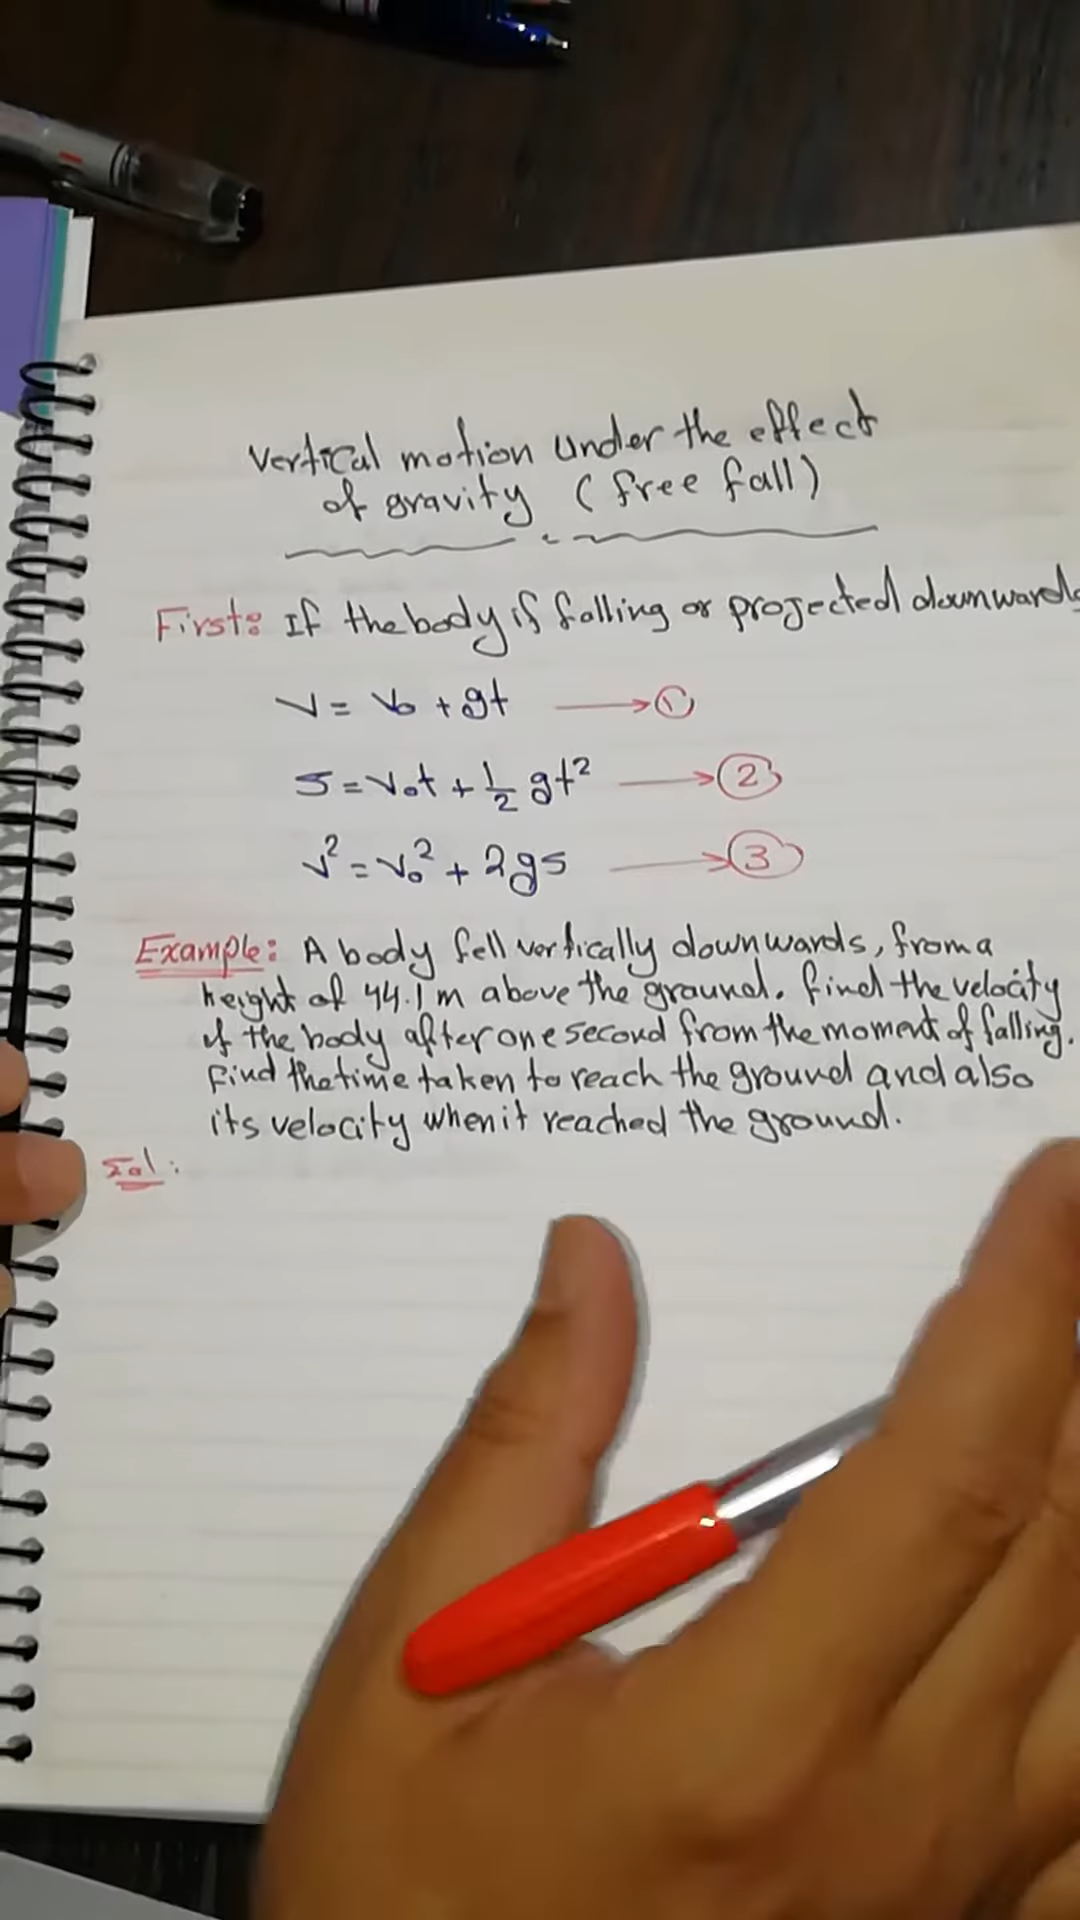 Vertical motion under the effect
of gravity (free fall)
First: If the body if falling or projected downwards
V = V₀ + gt → ①
S = V₀t + 1/2 gt² → ②
V² = V₀² + 2gs → ③
Example: A body fell vertically downwards, from a
height of 44.1 m above the ground. find the velocity
of the body after one second from the moment of falling.
Find the time taken to reach the ground and also
its velocity when it reached the ground.
Sol: